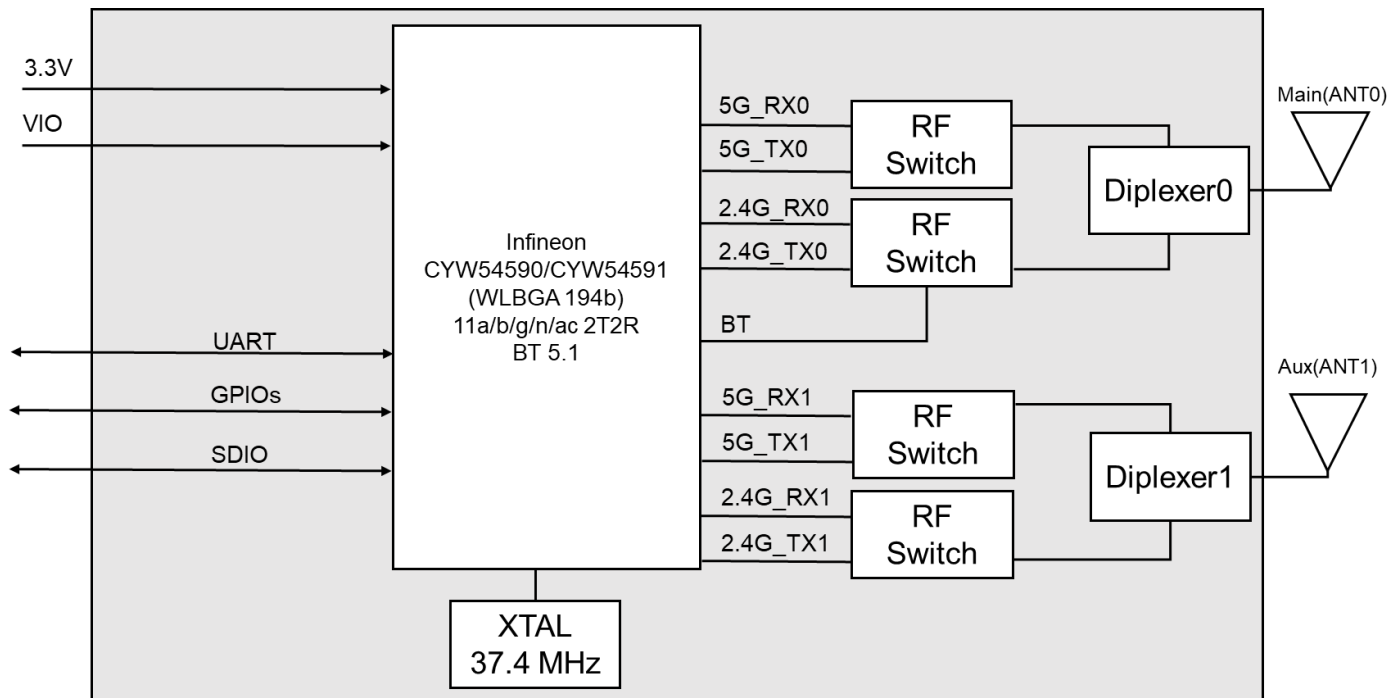 3.3V
VIO
UART
GPIOs
SDIO
Infineon
CYW54590/CYW54591
(WLBGA 194b)
11a/b/g/n/ac 2T2R
BT 5.1
XTAL
37.4 MHz
5G_RX0
5G_TX0
2.4G_RX0
2.4G_TX0
BT
5G_RX1
5G_TX1
2.4G_RX1
2.4G_TX1
RF
Switch
RF
Switch
RF
Switch
RF
Switch
Diplexer0
Diplexer1
Main(ANT0)
Aux(ANT1)